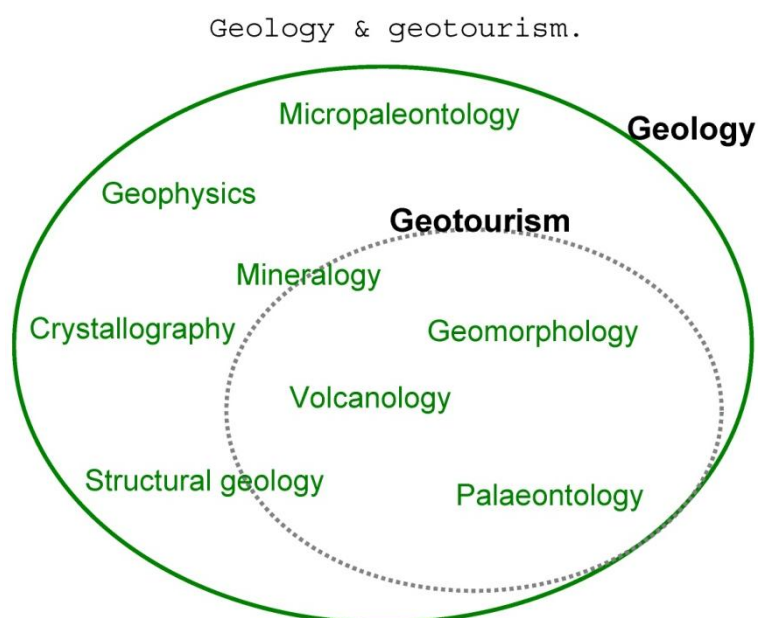 Geology & geotourism.
Micropaleontology
Geology
Geophysics
Geotourism
Mineralogy
Crystallography
Geomorphology
Volcanology
Structural geology
Palaeontology